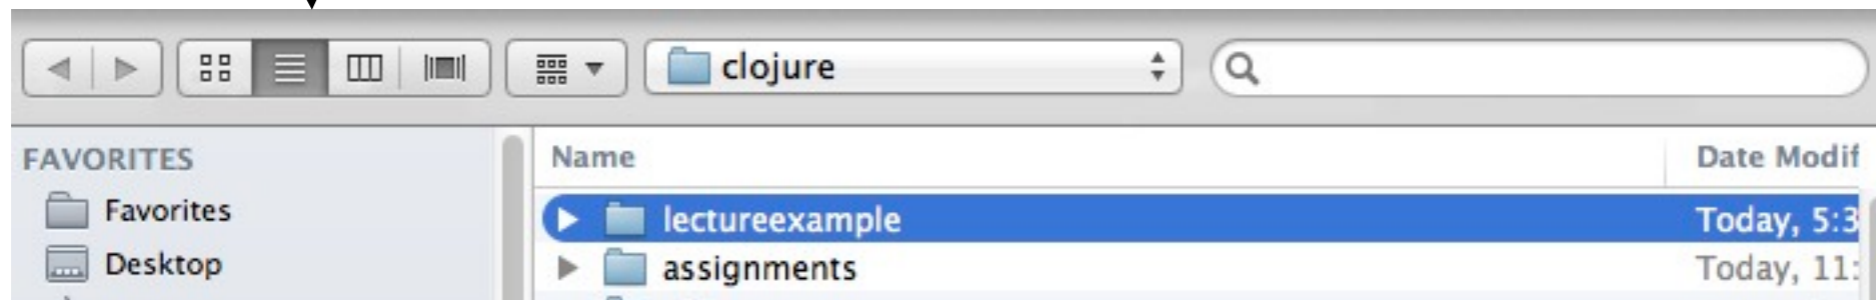 clojure
FAVORITES
Favorites
Desktop
Name
Date Modif
lectureexample
Today, 5:3
assignments
Today, 11: